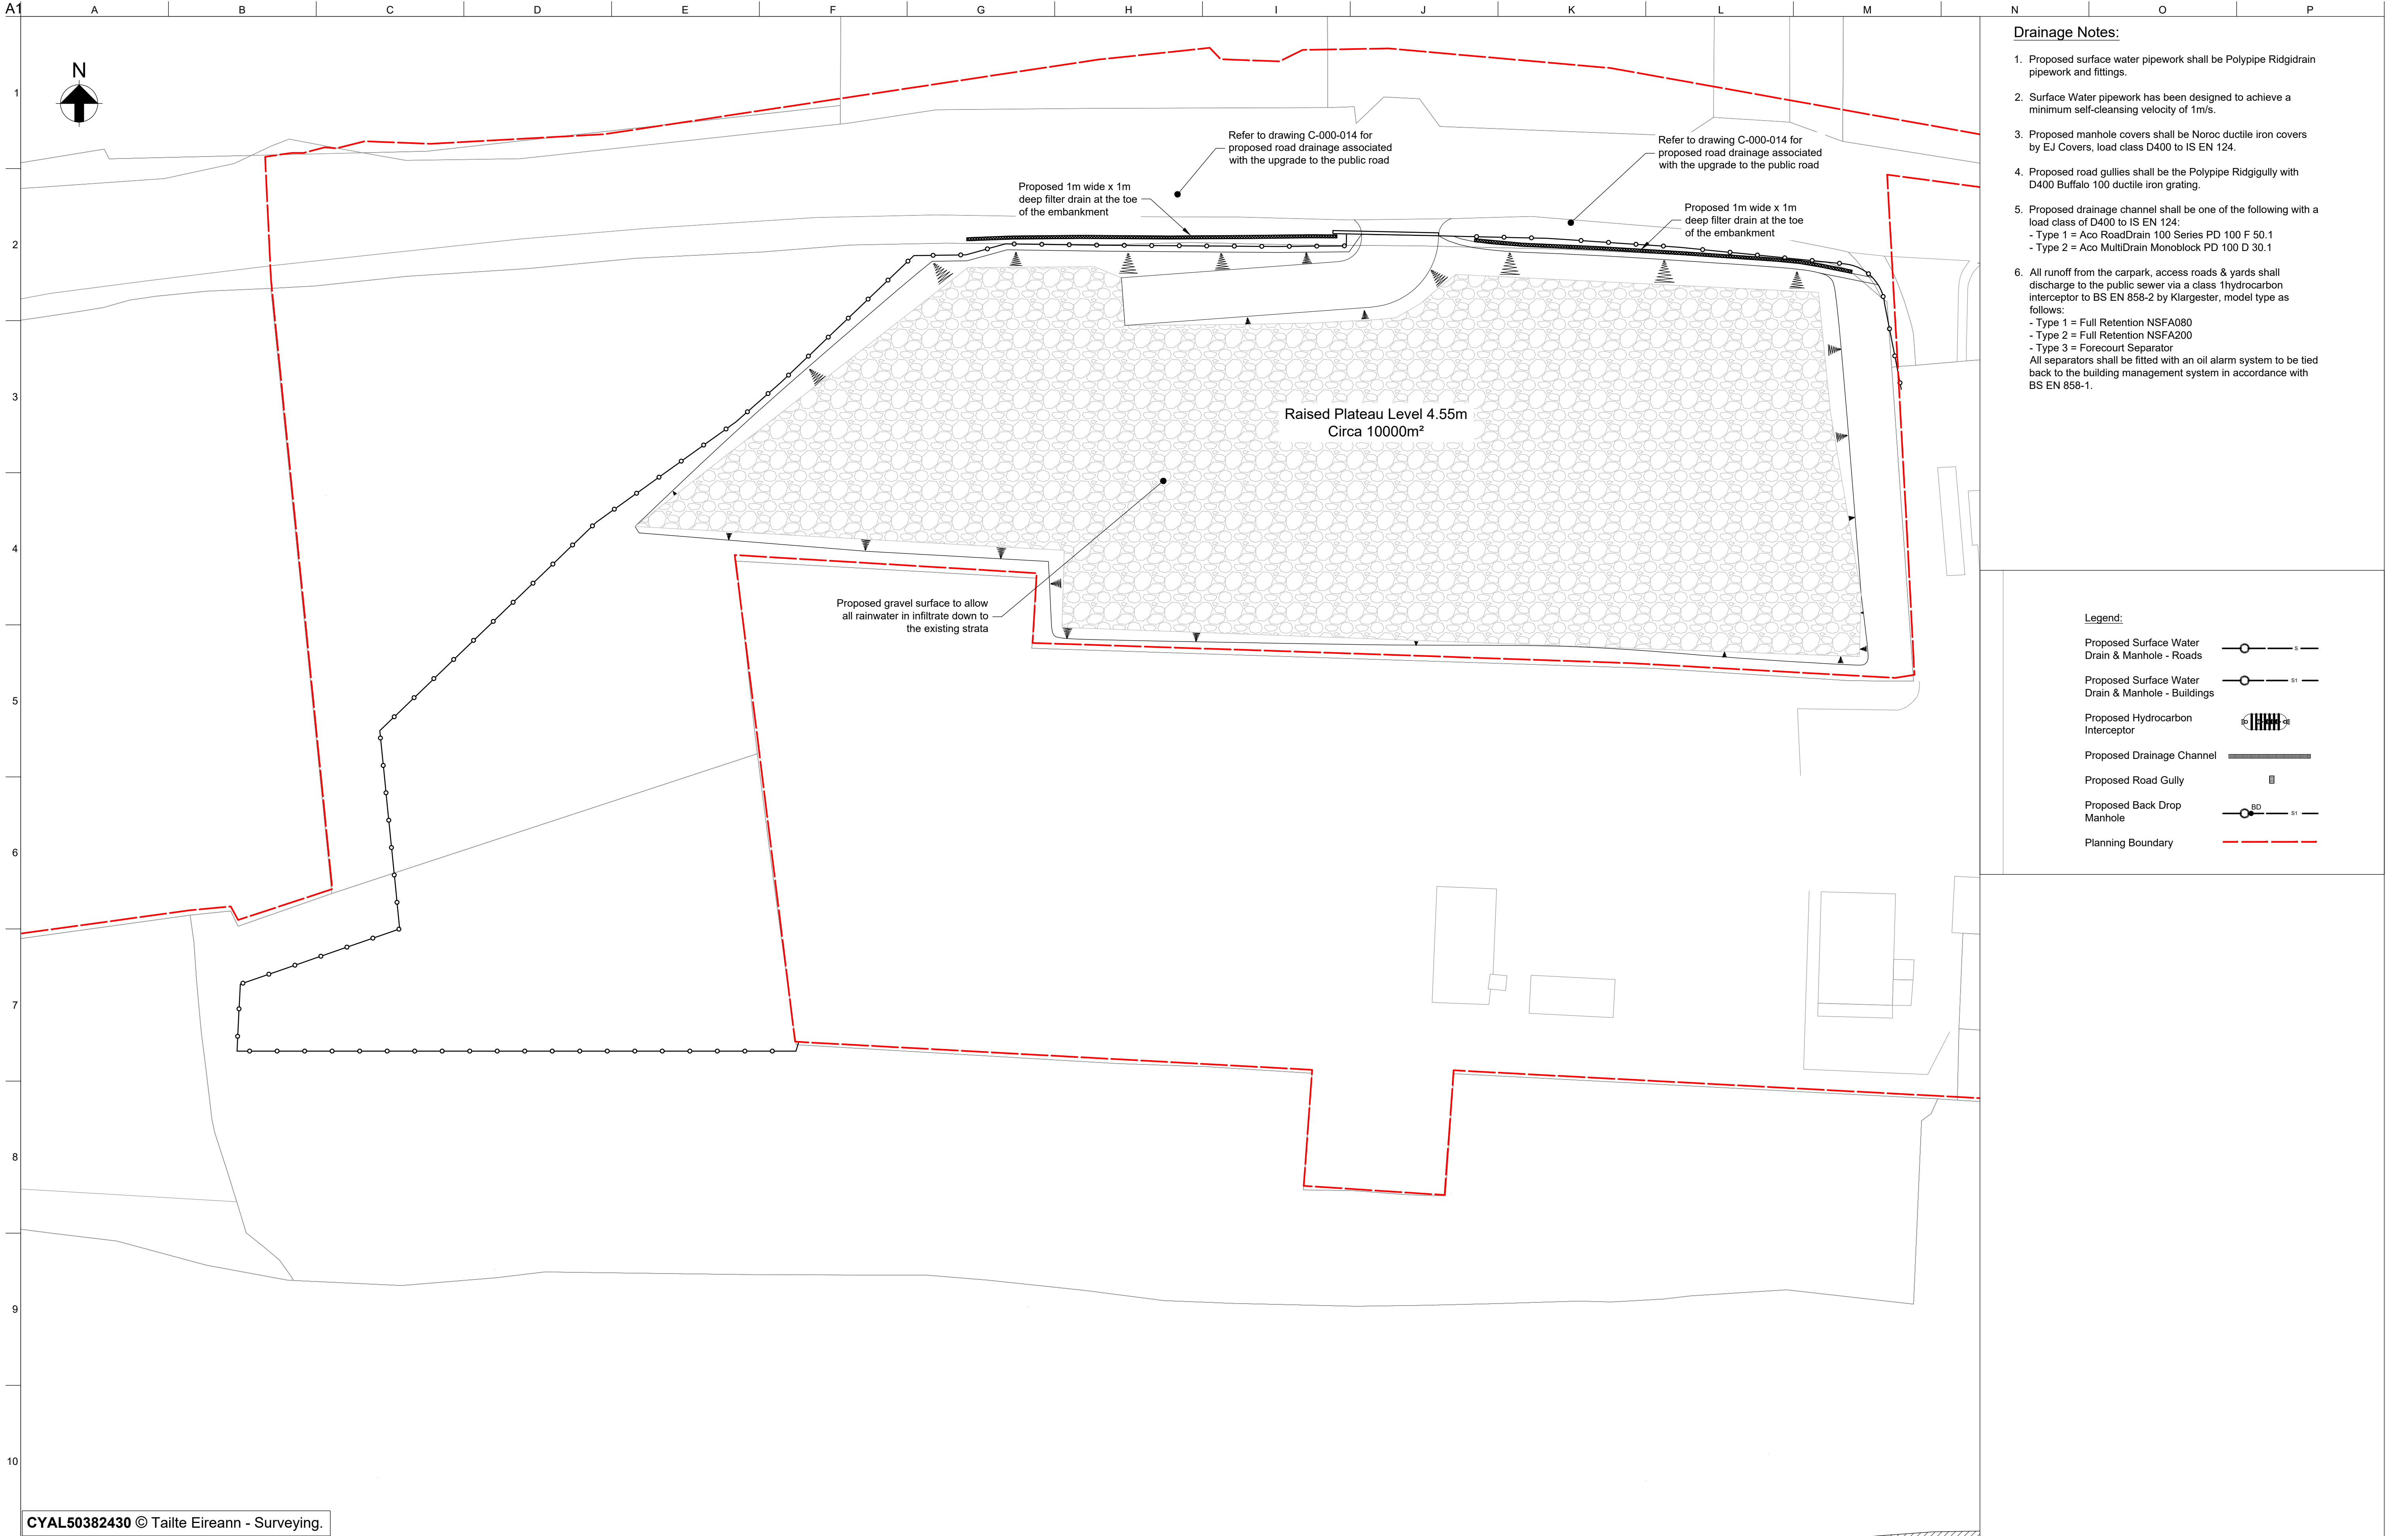 A1
A B C D E F G H I J K L M N O P
1
2
3
4
5
6
7
8
9
10
N
Refer to drawing C-000-014 for
proposed road drainage associated
with the upgrade to the public road
Refer to drawing C-000-014 for
proposed road drainage associated
with the upgrade to the public road
Proposed 1m wide x 1m
deep filter drain at the toe
of the embankment
Proposed 1m wide x 1m
deep filter drain at the toe
of the embankment
Raised Plateau Level 4.55m
Circa 10000m²
Proposed gravel surface to allow
all rainwater in infiltrate down to
the existing strata
Drainage Notes:
1. Proposed surface water pipework shall be Polypipe Ridgidrain
pipework and fittings.
2. Surface Water pipework has been designed to achieve a
minimum self-cleansing velocity of 1m/s.
3. Proposed manhole covers shall be Noroc ductile iron covers
by EJ Covers, load class D400 to IS EN 124.
4. Proposed road gullies shall be the Polypipe Ridgigully with
D400 Buffalo 100 ductile iron grating.
5. Proposed drainage channel shall be one of the following with a
load class of D400 to IS EN 124:
- Type 1 = Aco RoadDrain 100 Series PD 100 F 50.1
- Type 2 = Aco MultiDrain Monoblock PD 100 D 30.1
6. All runoff from the carpark, access roads & yards shall
discharge to the public sewer via a class 1hydrocarbon
interceptor to BS EN 858-2 by Klargester, model type as
follows:
- Type 1 = Full Retention NSFA080
- Type 2 = Full Retention NSFA200
- Type 3 = Forecourt Separator
All separators shall be fitted with an oil alarm system to be tied
back to the building management system in accordance with
BS EN 858-1.
Legend:
Proposed Surface Water
Drain & Manhole - Roads
S
Proposed Surface Water
Drain & Manhole - Buildings
S1
Proposed Hydrocarbon
Interceptor
Proposed Drainage Channel
Proposed Road Gully
Proposed Back Drop
Manhole
BD
S1
Planning Boundary
CYAL50382430 © Tailte Eireann - Surveying.